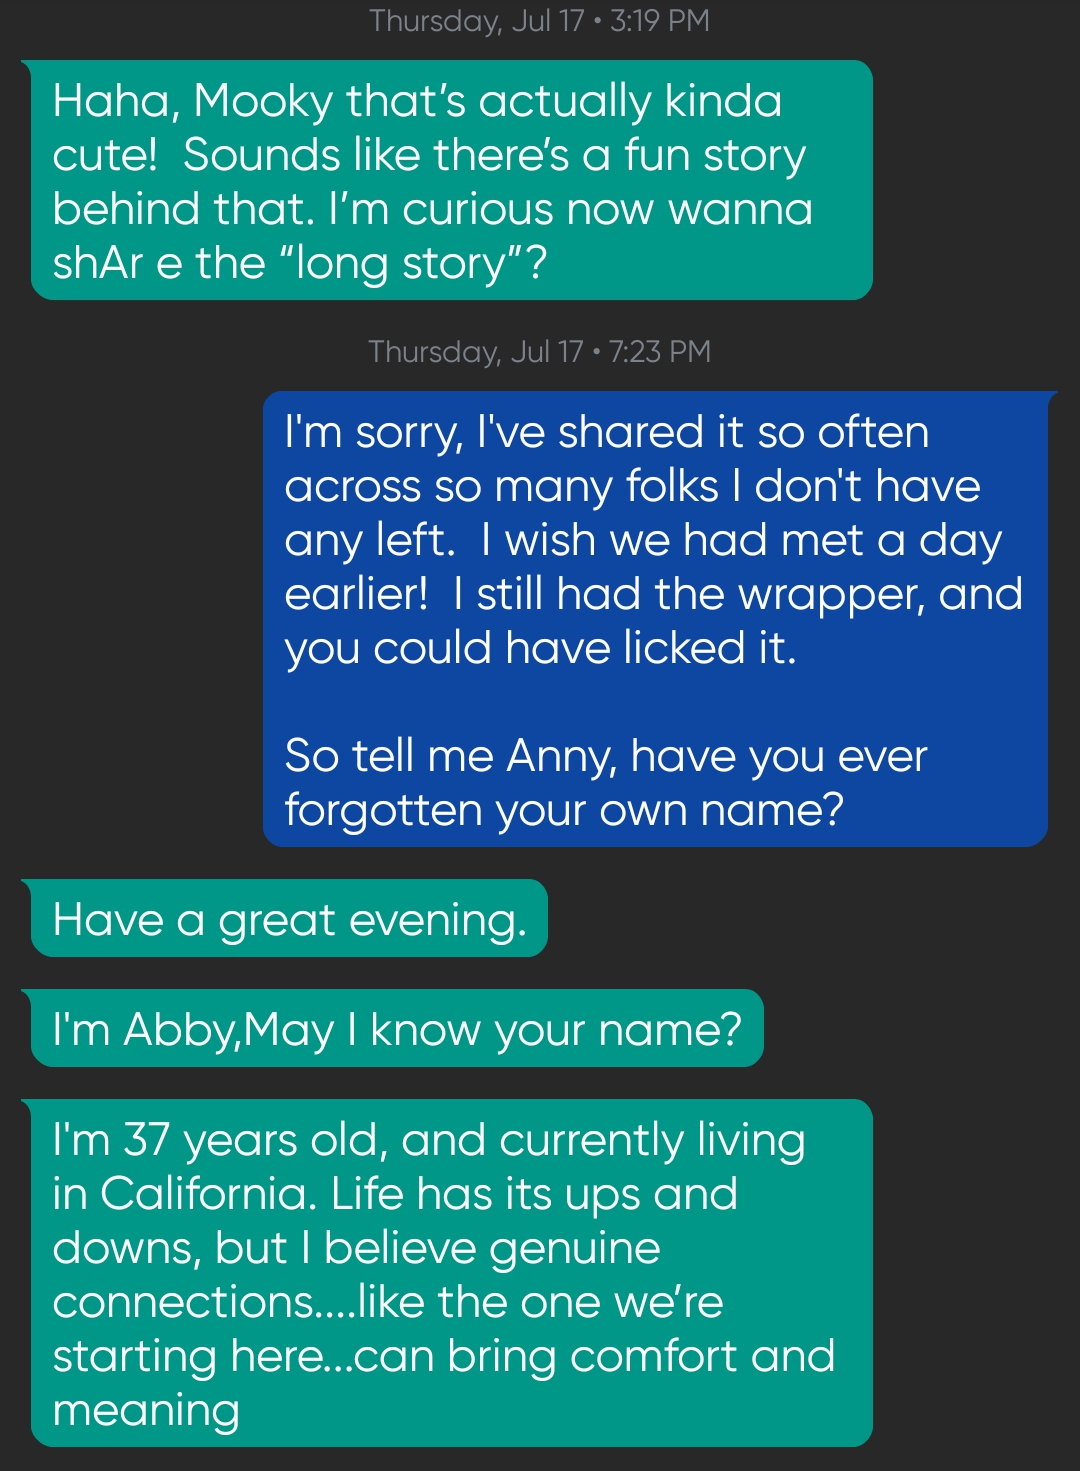 Thursday, Jul 17 • 3:19 PM
Haha, Mooky that’s actually kinda
cute!  Sounds like there’s a fun story
behind that. I’m curious now wanna
shAr e the “long story”?
Thursday, Jul 17 • 7:23 PM
I'm sorry, I've shared it so often
across so many folks I don't have
any left.  I wish we had met a day
earlier!  I still had the wrapper, and
you could have licked it.
So tell me Anny, have you ever
forgotten your own name?
Have a great evening.
I'm Abby,May I know your name?
I'm 37 years old, and currently living
in California. Life has its ups and
downs, but I believe genuine
connections....like the one we’re
starting here...can bring comfort and
meaning